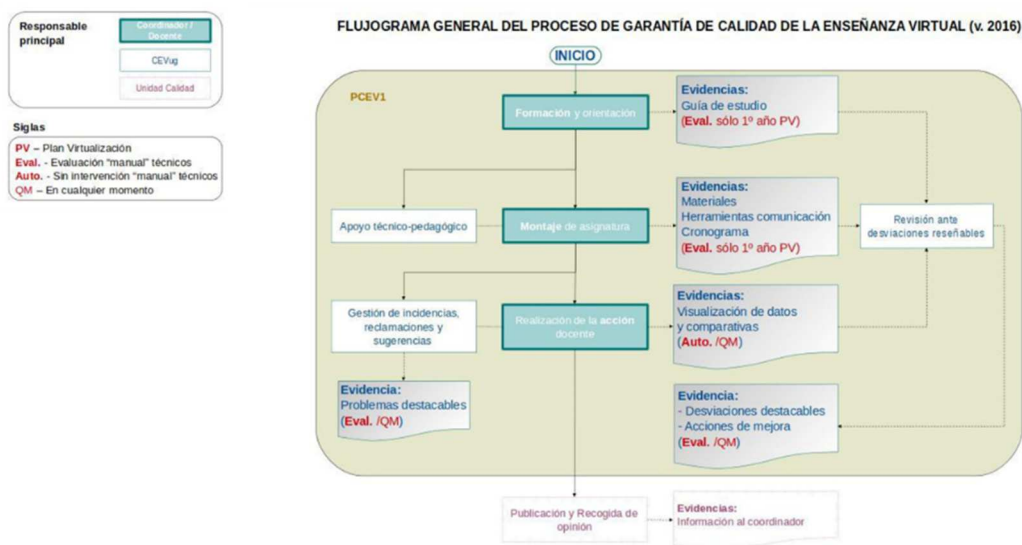 Responsable
principal
Coordinador /
Docente
CEVug
Unidad Calidad
Siglas
PV – Plan Virtualización
Eval. - Evaluación “manual” técnicos
Auto. - Sin intervención “manual” técnicos
QM – En cualquier momento
FLUJOGRAMA GENERAL DEL PROCESO DE GARANTÍA DE CALIDAD DE LA ENSEÑANZA VIRTUAL (v. 2016)
INICIO
PCEV1
Formación y orientación
Evidencias:
Guía de estudio
(Eval. sólo 1º año PV)
Apoyo técnico-pedagógico
Montaje de asignatura
Evidencias:
Materiales
Herramientas comunicación
Cronograma
(Eval. sólo 1º año PV)
Revisión ante
desviaciones reseñables
Gestión de incidencias,
reclamaciones y
sugerencias
Realización de la acción
docente
Evidencias:
Visualización de datos
y comparativas
(Auto. /QM)
Evidencia:
Problemas destacables
(Eval. /QM)
Evidencias:
- Desviaciones destacables
- Acciones de mejora
(Eval. /QM)
Publicación y Recogida de
opinión
Evidencias:
Información al coordinador